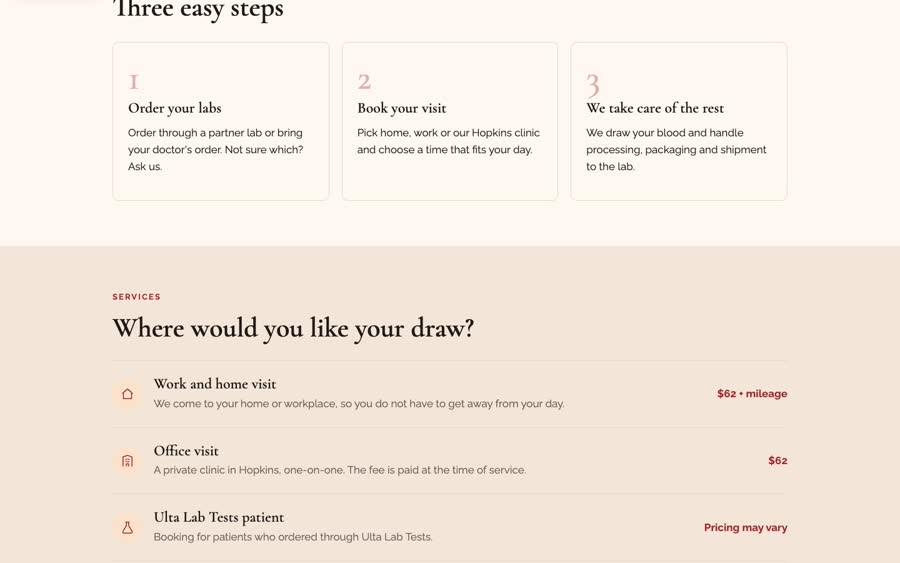 Three easy steps
1
Order your labs
Order through a partner lab or bring
your doctor's order. Not sure which?
Ask us.
2
Book your visit
Pick home, work or our Hopkins clinic
and choose a time that fits your day.
3
We take care of the rest
We draw your blood and handle
processing, packaging and shipment
to the lab.
SERVICES
Where would you like your draw?
Work and home visit
We come to your home or workplace, so you do not have to get away from your day.
$62 + mileage
Office visit
A private clinic in Hopkins, one-on-one. The fee is paid at the time of service.
$62
Ulta Lab Tests patient
Booking for patients who ordered through Ulta Lab Tests.
Pricing may vary